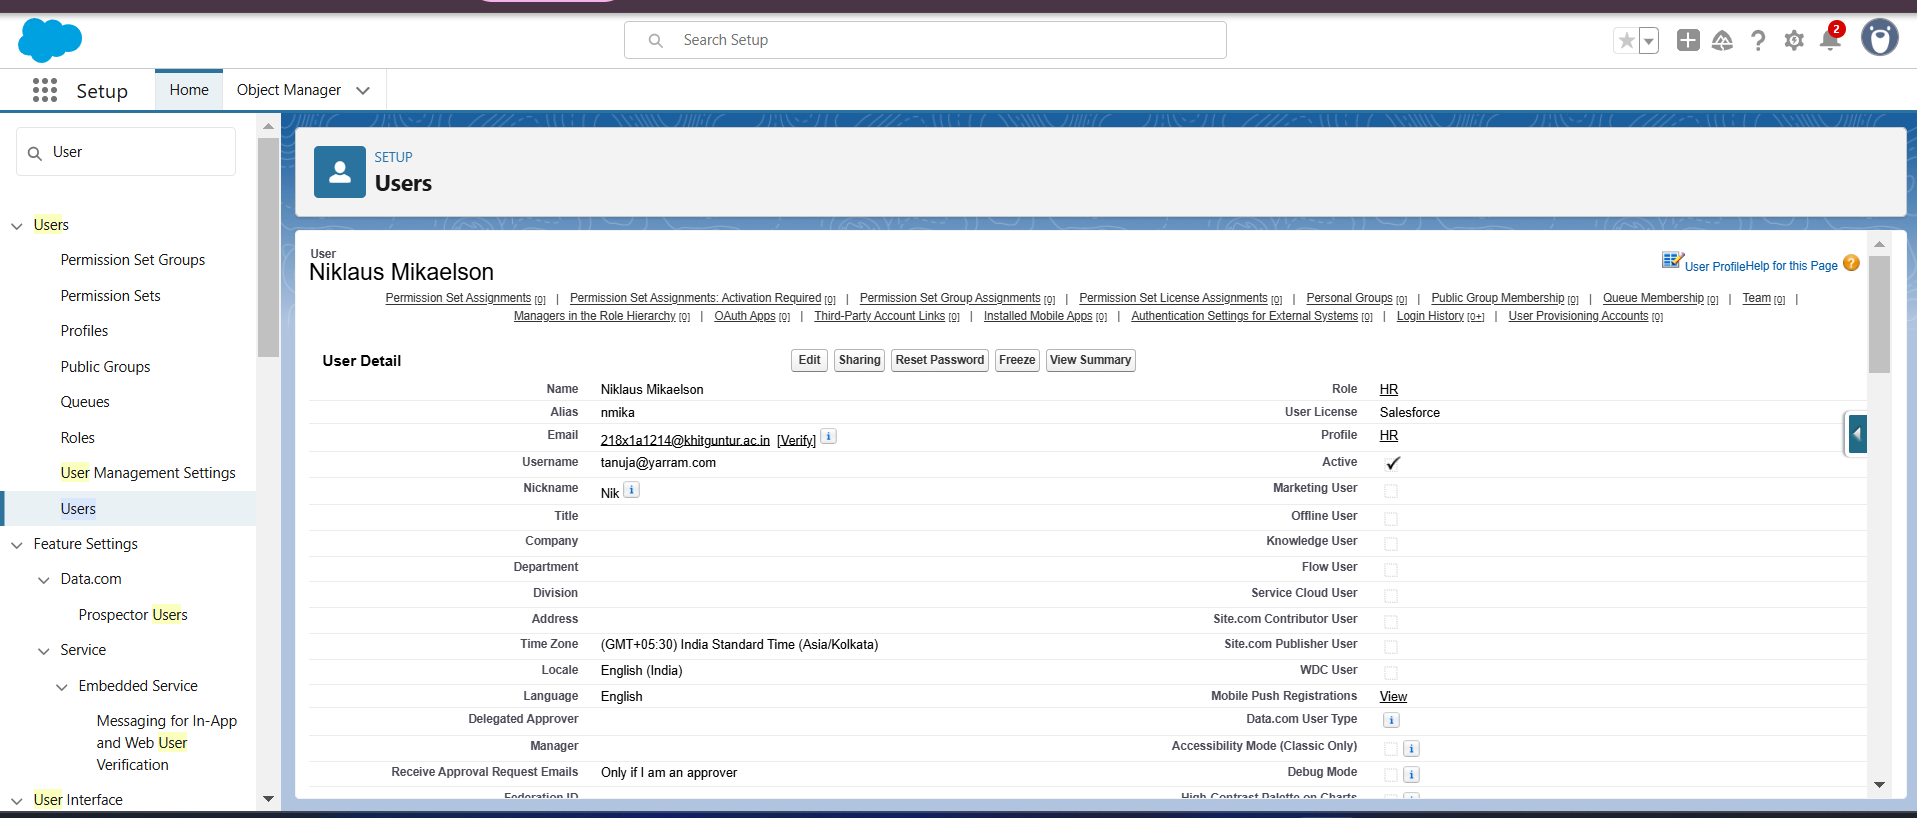 Search Setup
2
Setup
Home
Object Manager
User
Users
Permission Set Groups
Permission Sets
Profiles
Public Groups
Queues
Roles
User Management Settings
Users
Feature Settings
Data.com
Prospector Users
Service
Embedded Service
Messaging for In-App
and Web User
Verification
User Interface
SETUP
Users
User
Niklaus Mikaelson
User Profile Help for this Page ?
Permission Set Assignments [0] | Permission Set Assignments: Activation Required [0] | Permission Set Group Assignments [0] | Permission Set License Assignments [0] | Personal Groups [0] | Public Group Membership [0] | Queue Membership [0] | Team [0] |
Managers in the Role Hierarchy [0] | OAuth Apps [0] | Third-Party Account Links [0] | Installed Mobile Apps [0] | Authentication Settings for External Systems [0] | Login History [0+] | User Provisioning Accounts [0]
User Detail
Edit Sharing Reset Password Freeze View Summary
Name Niklaus Mikaelson Role HR
Alias nmika User License Salesforce
Email 218x1a1214@khitguntur.ac.in [Verify] i Profile HR
Username tanuja@yarram.com Active
Nickname Nik i Marketing User
Title Offline User
Company Knowledge User
Department Flow User
Division Service Cloud User
Address Site.com Contributor User
Time Zone (GMT+05:30) India Standard Time (Asia/Kolkata) Site.com Publisher User
Locale English (India) WDC User
Language English Mobile Push Registrations View
Delegated Approver Data.com User Type i
Manager Accessibility Mode (Classic Only) i
Receive Approval Request Emails Only if I am an approver Debug Mode i
Federation ID High-Contrast Palette on Charts